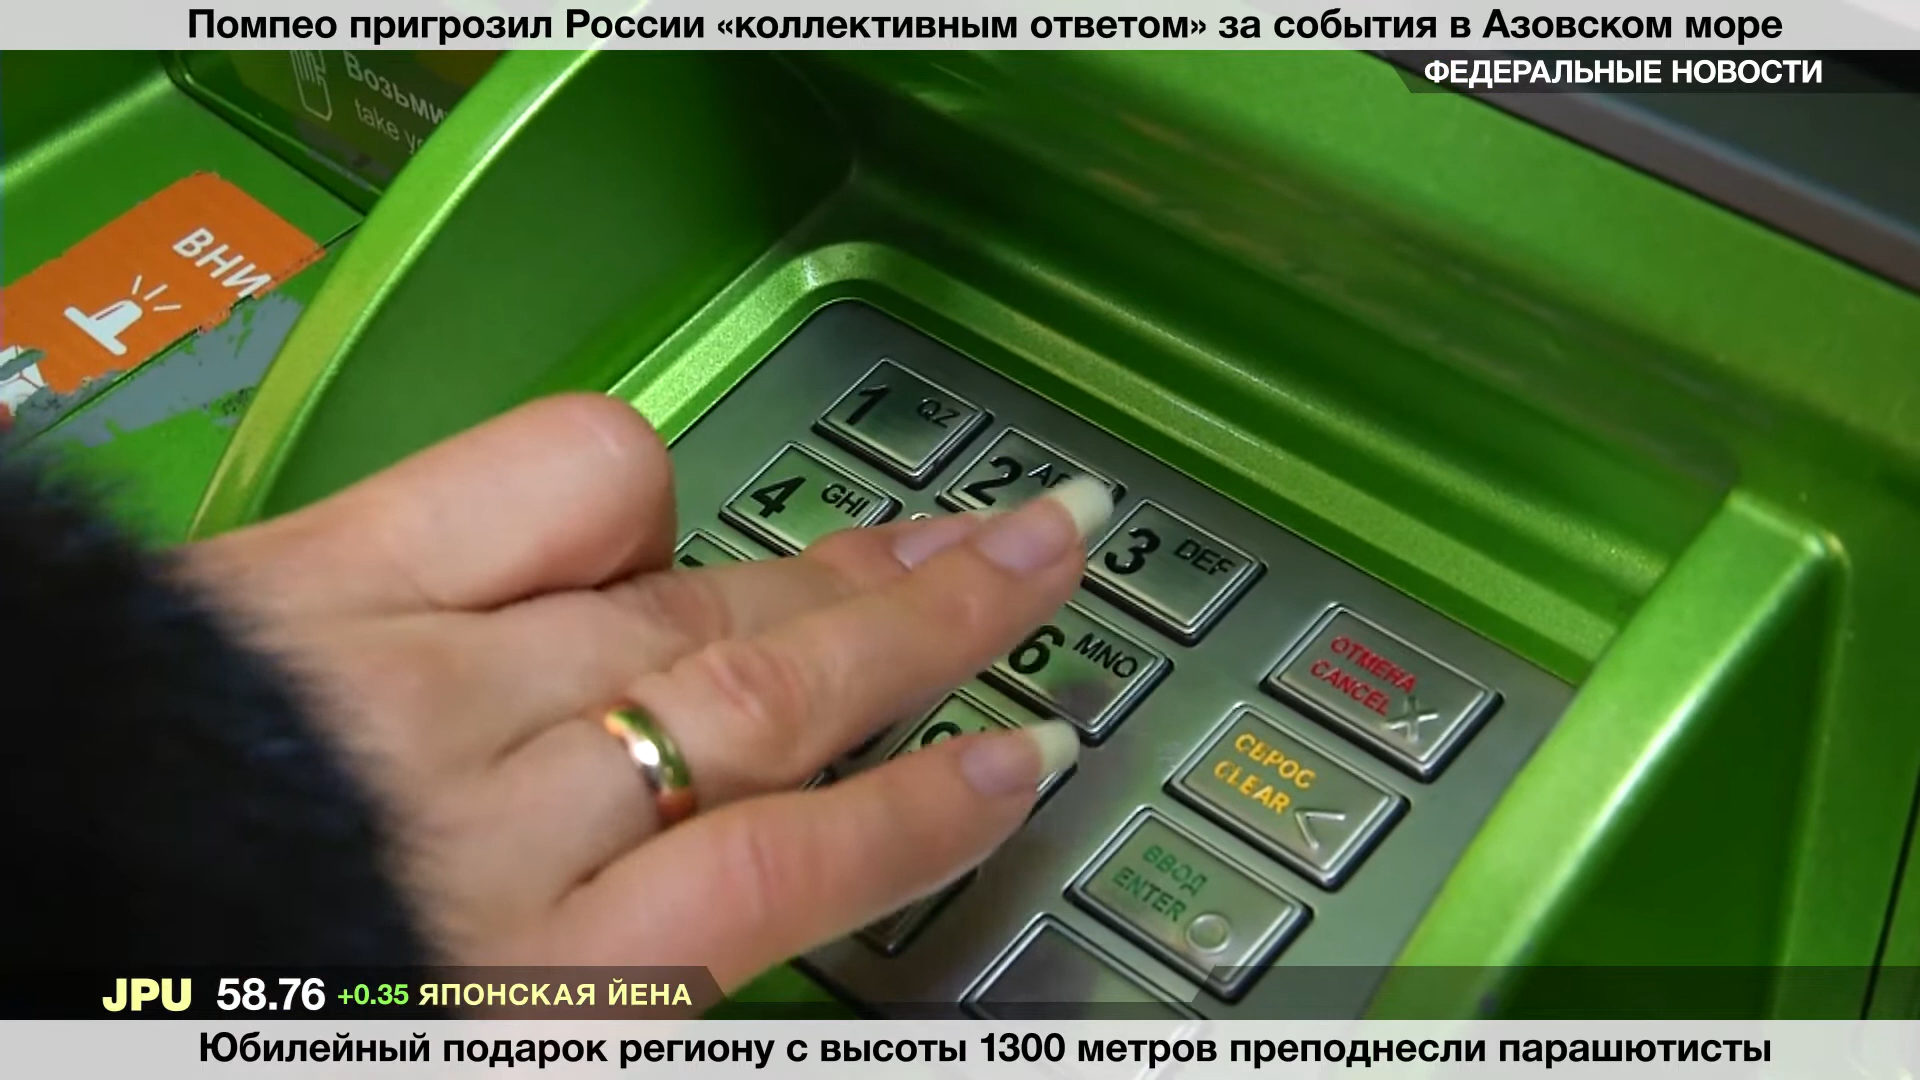 Помпео пригрозил России «коллективным ответом» за события в Азовском море
ФЕДЕРАЛЬНЫЕ НОВОСТИ
take
ВНИ
1 QZ
2
3 DEF
4 GHI
6 MNO
ОТМЕНА
CANCEL
СБРОС
CLEAR
ВВОД
ENTER
JPU 58.76 +0.35 ЯПОНСКАЯ ЙЕНА
Юбилейный подарок региону с высоты 1300 метров преподнесли парашютисты